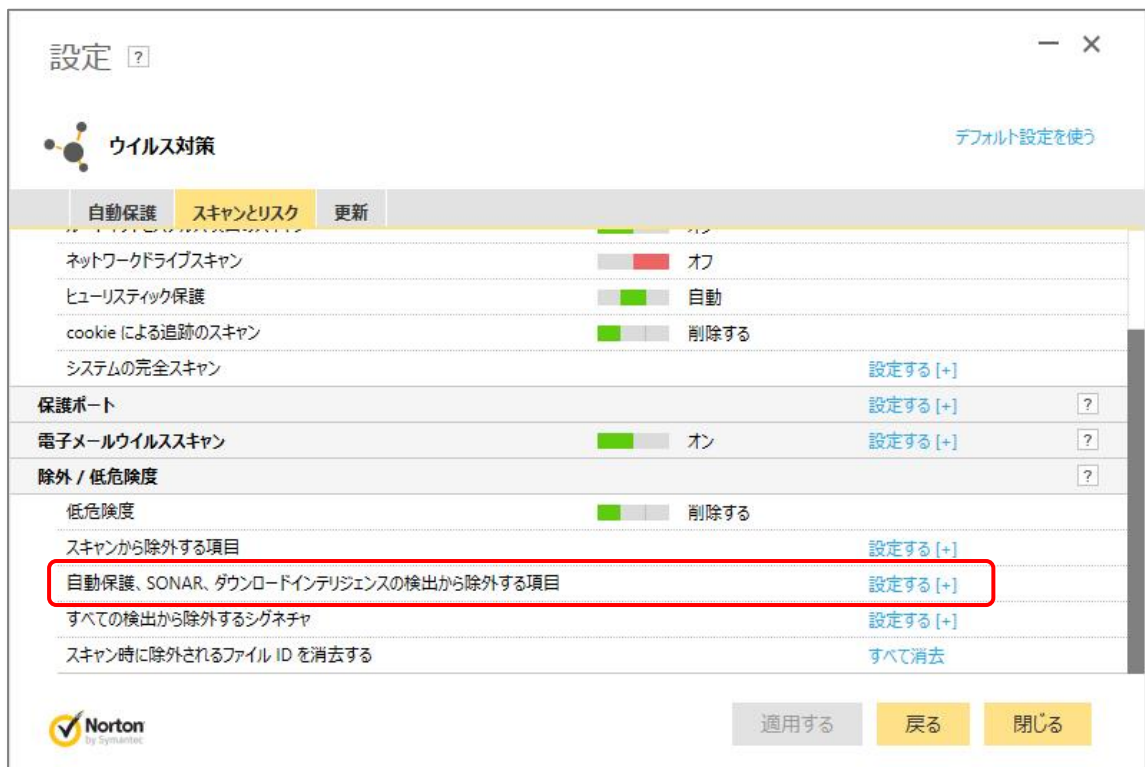 設定 ?
ウイルス対策
デフォルト設定を使う
自動保護 スキャンとリスク 更新
ネットワークドライブスキャン オフ
ヒューリスティック保護 自動
cookie による追跡のスキャン 削除する
システムの完全スキャン 設定する [+]
保護ポート 設定する [+] ?
電子メールウイルススキャン オン 設定する [+] ?
除外 / 低危険度 ?
低危険度 削除する
スキャンから除外する項目 設定する [+]
自動保護、SONAR、ダウンロードインテリジェンスの検出から除外する項目 設定する [+]
すべての検出から除外するシグネチャ 設定する [+]
スキャン時に除外されるファイル ID を消去する すべて消去
Norton
by Symantec
適用する 戻る 閉じる